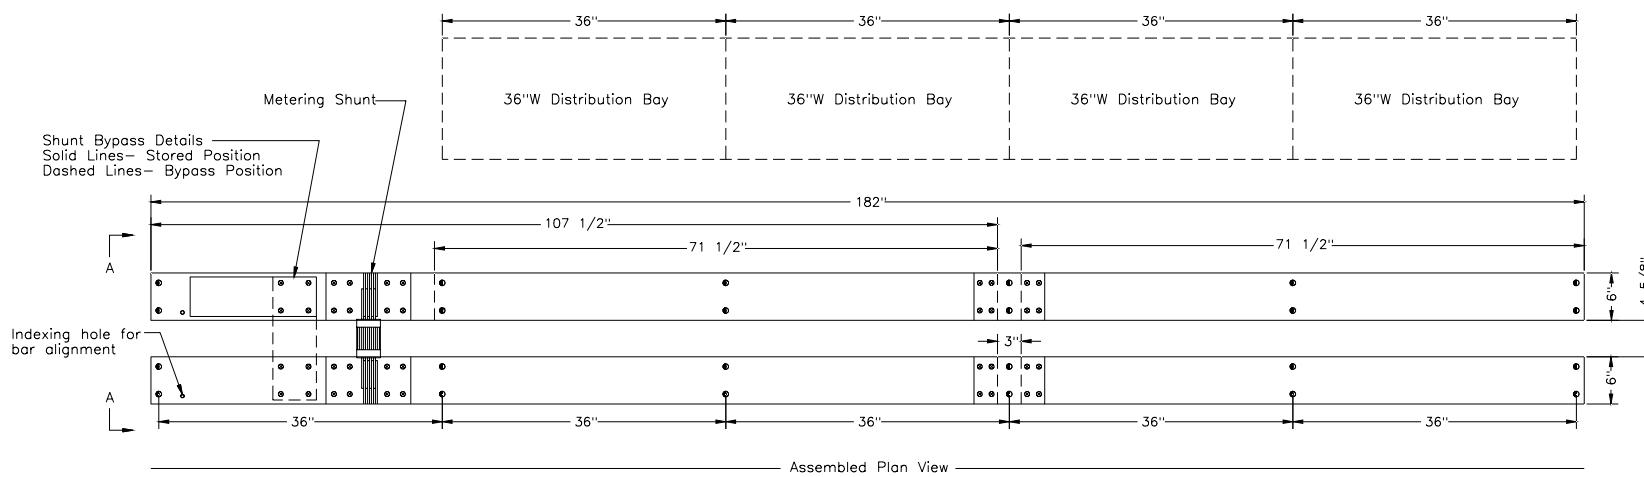 36" 36" 36" 36"
36"W Distribution Bay 36"W Distribution Bay 36"W Distribution Bay 36"W Distribution Bay
Metering Shunt
Shunt Bypass Details
Solid Lines- Stored Position
Dashed Lines- Bypass Position
182"
107 1/2"
71 1/2" 71 1/2"
A
6"
Indexing hole for
bar alignment
3"
6"
A
36" 36" 36" 36" 36"
Assembled Plan View